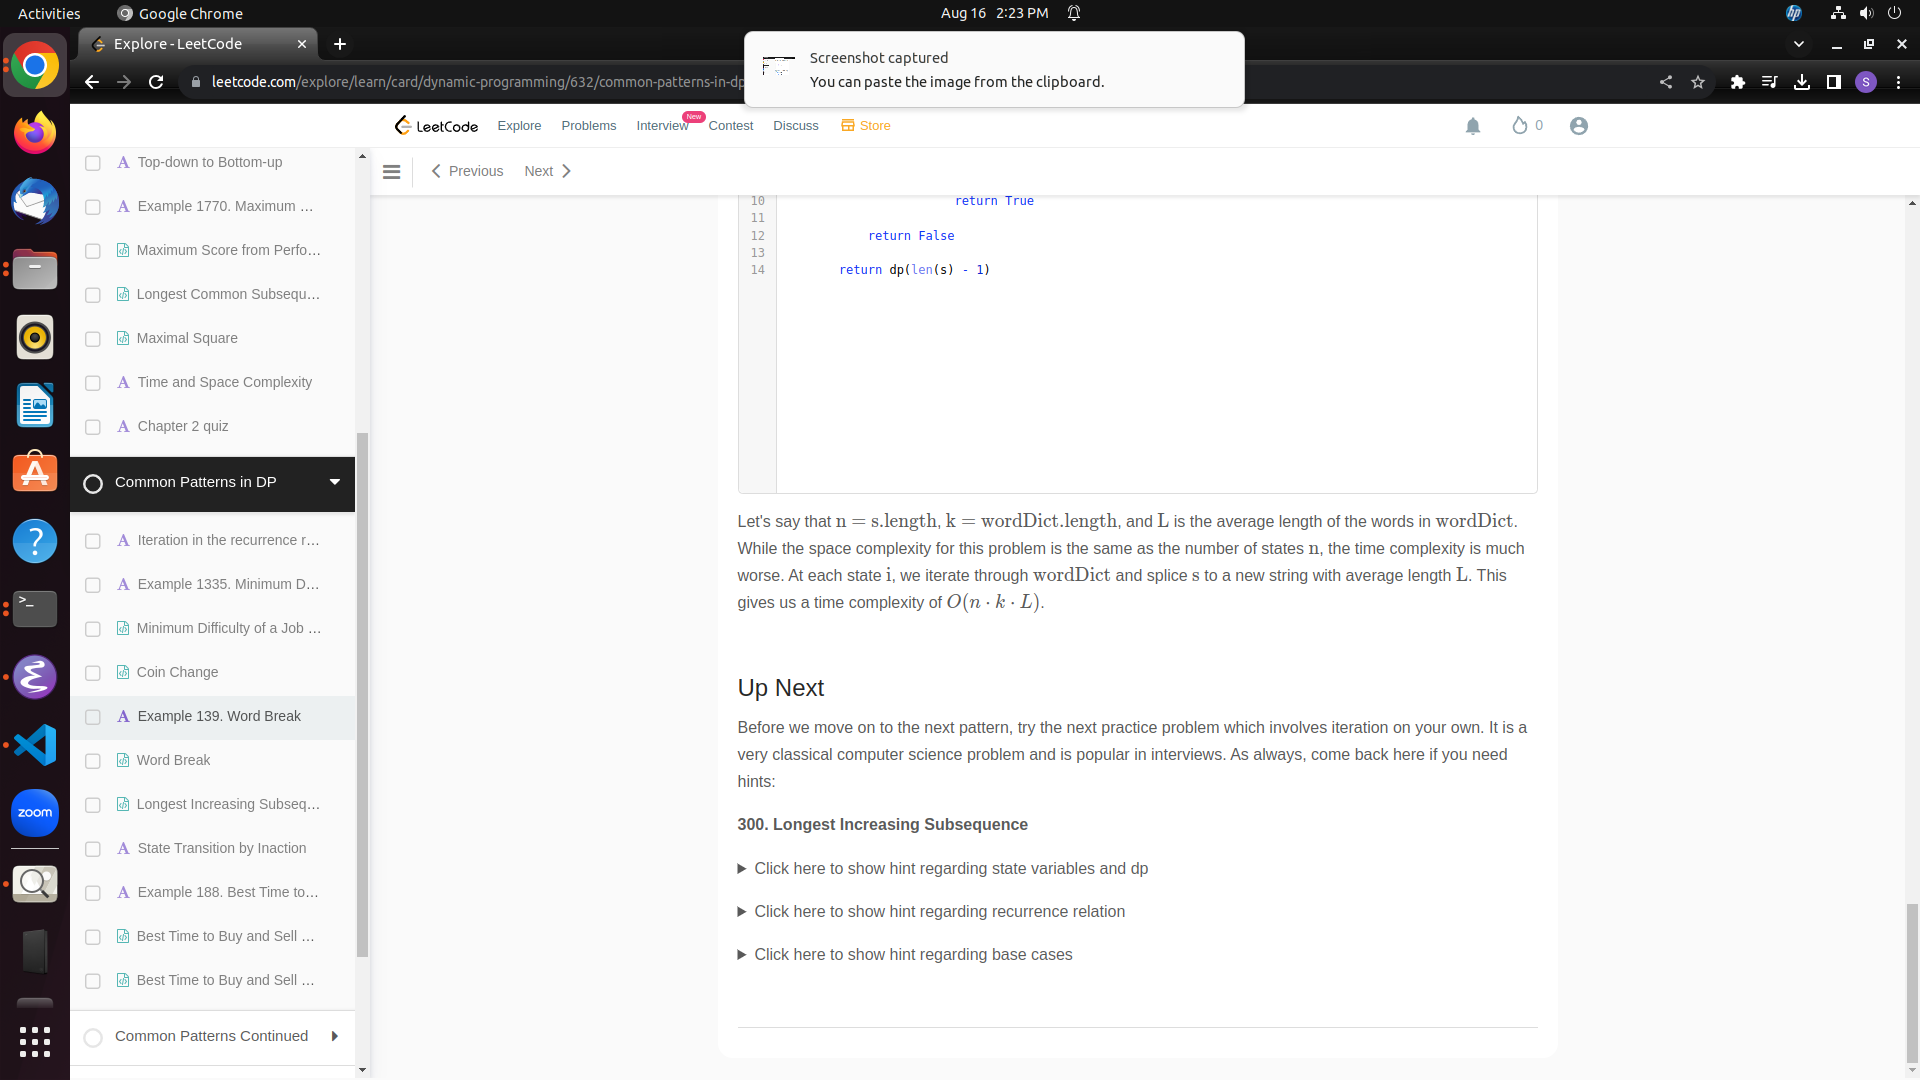 Activities
Google Chrome
Aug 16 2:23 PM
hp
Explore - LeetCode
Screenshot captured
You can paste the image from the clipboard.
leetcode.com/explore/learn/card/dynamic-programming/632/common-patterns-in-dp
S
LeetCode
Explore
Problems
Interview
New
Contest
Discuss
Store
0
Previous
Next
Top-down to Bottom-up
Example 1770. Maximum ...
Maximum Score from Perfo...
Longest Common Subsequ...
Maximal Square
Time and Space Complexity
Chapter 2 quiz
Common Patterns in DP
Iteration in the recurrence r...
Example 1335. Minimum D...
Minimum Difficulty of a Job ...
Coin Change
Example 139. Word Break
Word Break
Longest Increasing Subseq...
State Transition by Inaction
Example 188. Best Time to...
Best Time to Buy and Sell ...
Best Time to Buy and Sell ...
Common Patterns Continued
zoom
10 return True
11
12 return False
13
14 return dp(len(s) - 1)
Let's say that n = s.length, k = wordDict.length, and L is the average length of the words in wordDict.
While the space complexity for this problem is the same as the number of states n, the time complexity is much
worse. At each state i, we iterate through wordDict and splice s to a new string with average length L. This
gives us a time complexity of O(n · k · L).
Up Next
Before we move on to the next pattern, try the next practice problem which involves iteration on your own. It is a
very classical computer science problem and is popular in interviews. As always, come back here if you need
hints:
300. Longest Increasing Subsequence
Click here to show hint regarding state variables and dp
Click here to show hint regarding recurrence relation
Click here to show hint regarding base cases